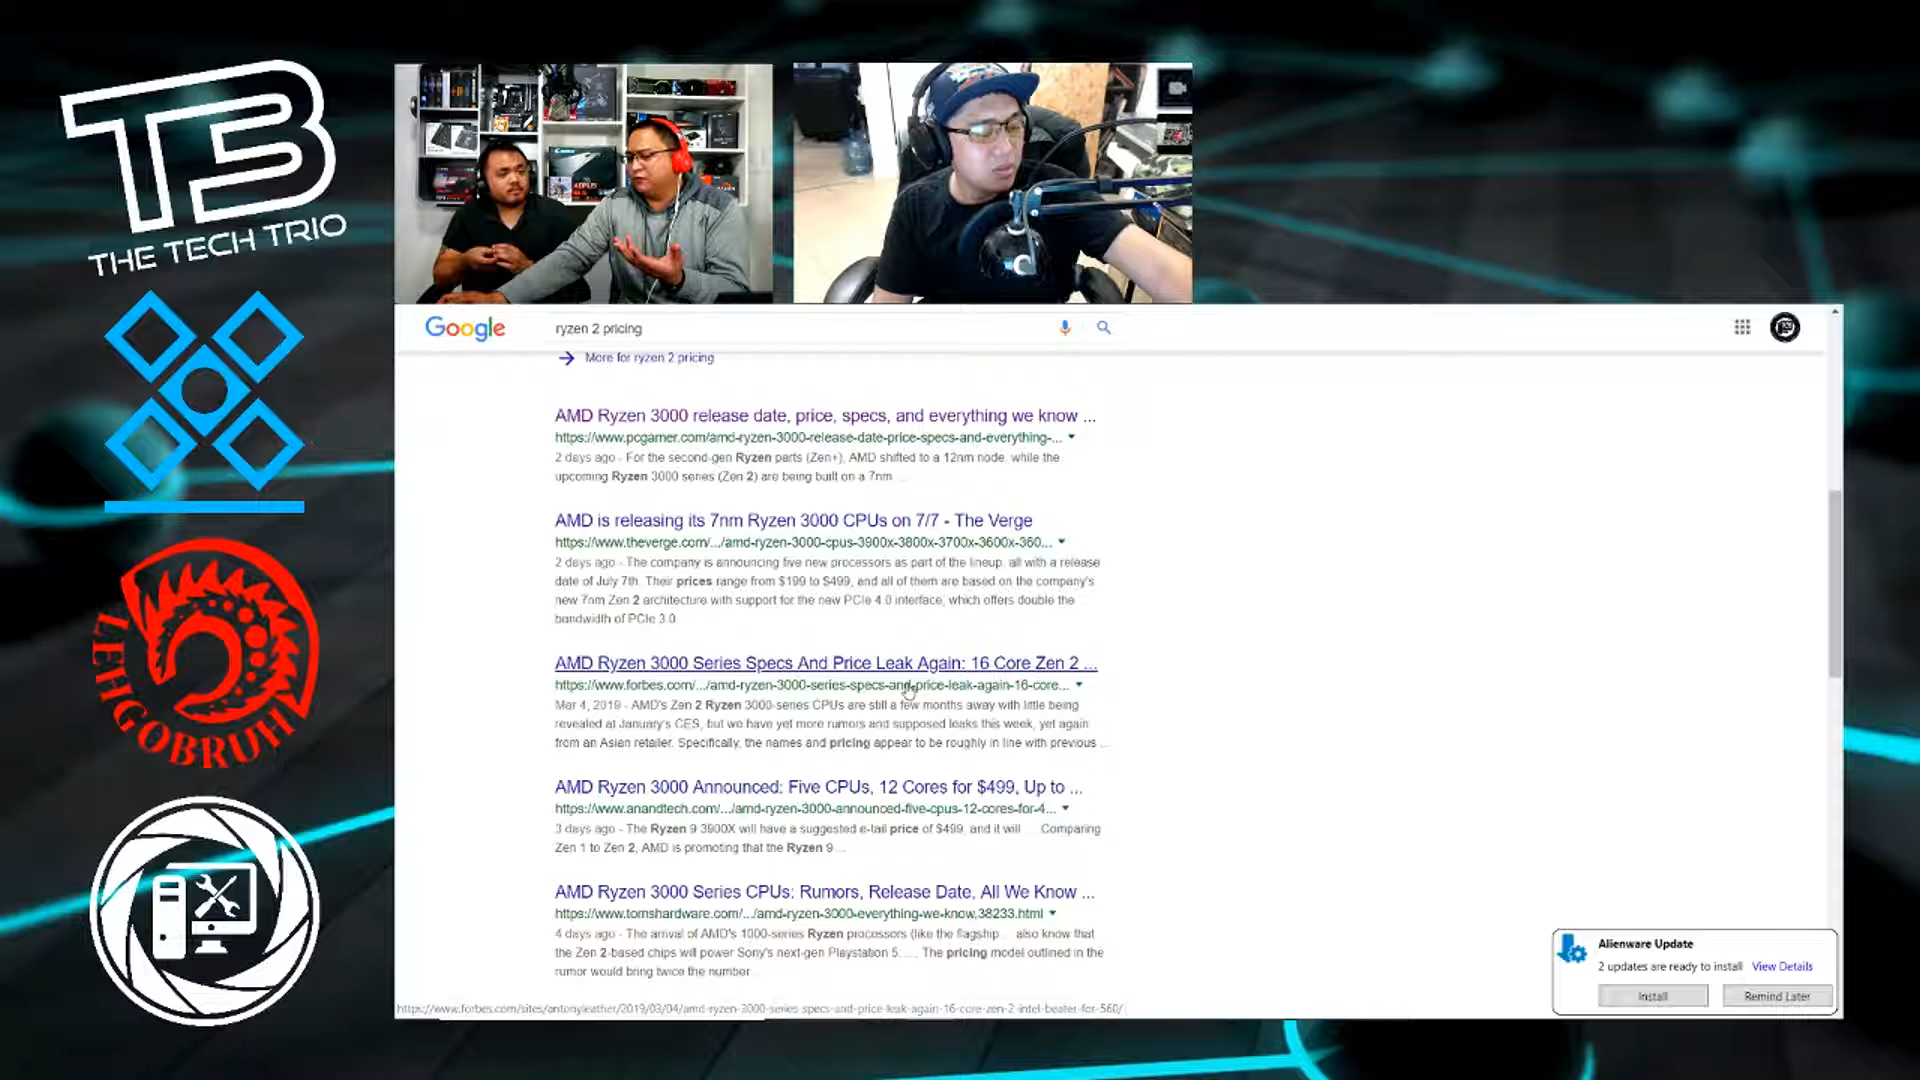 TB
THE TECH TRIO
LEHGOBRUH
Google
ryzen 2 pricing
More for ryzen 2 pricing
AMD Ryzen 3000 release date, price, specs, and everything we know ...
https://www.pcgamer.com/amd-ryzen-3000-release-date-price-specs-and-everything-...
2 days ago - For the second-gen Ryzen parts (Zen+), AMD shifted to a 12nm node, while the
upcoming Ryzen 3000 series (Zen 2) are being built on a 7nm ...
AMD is releasing its 7nm Ryzen 3000 CPUs on 7/7 - The Verge
https://www.theverge.com/.../amd-ryzen-3000-cpus-3900x-3800x-3700x-3600x-360...
2 days ago - The company is announcing five new processors as part of the lineup, all with a release
date of July 7th. Their prices range from $199 to $499, and all of them are based on the company's
new 7nm Zen 2 architecture with support for the new PCIe 4.0 interface, which offers double the
bandwidth of PCIe 3.0.
AMD Ryzen 3000 Series Specs And Price Leak Again: 16 Core Zen 2 ...
https://www.forbes.com/.../amd-ryzen-3000-series-specs-and-price-leak-again-16-core...
Mar 4, 2019 - AMD's Zen 2 Ryzen 3000-series CPUs are still a few months away with little being
revealed at January's CES, but we have yet more rumors and supposed leaks this week, yet again
from an Asian retailer. Specifically, the names and pricing appear to be roughly in line with previous ...
AMD Ryzen 3000 Announced: Five CPUs, 12 Cores for $499, Up to ...
https://www.anandtech.com/.../amd-ryzen-3000-announced-five-cpus-12-cores-for-4...
3 days ago - The Ryzen 9 3900X will have a suggested e-tail price of $499, and it will ... Comparing
Zen 1 to Zen 2, AMD is promoting that the Ryzen 9 ...
AMD Ryzen 3000 Series CPUs: Rumors, Release Date, All We Know ...
https://www.tomshardware.com/.../amd-ryzen-3000-everything-we-know,38233.html
4 days ago - The arrival of AMD's 1000-series Ryzen processors (like the flagship ... also know that
the Zen 2-based chips will power Sony's next-gen Playstation 5. ... The pricing model outlined in the
rumor would bring twice the number ...
https://www.forbes.com/sites/antonyleather/2019/03/04/amd-ryzen-3000-series-specs-and-price-leak-again-16-core-zen-2-intel-beater-for-560/
Alienware Update
2 updates are ready to install View Details
Install Remind Later